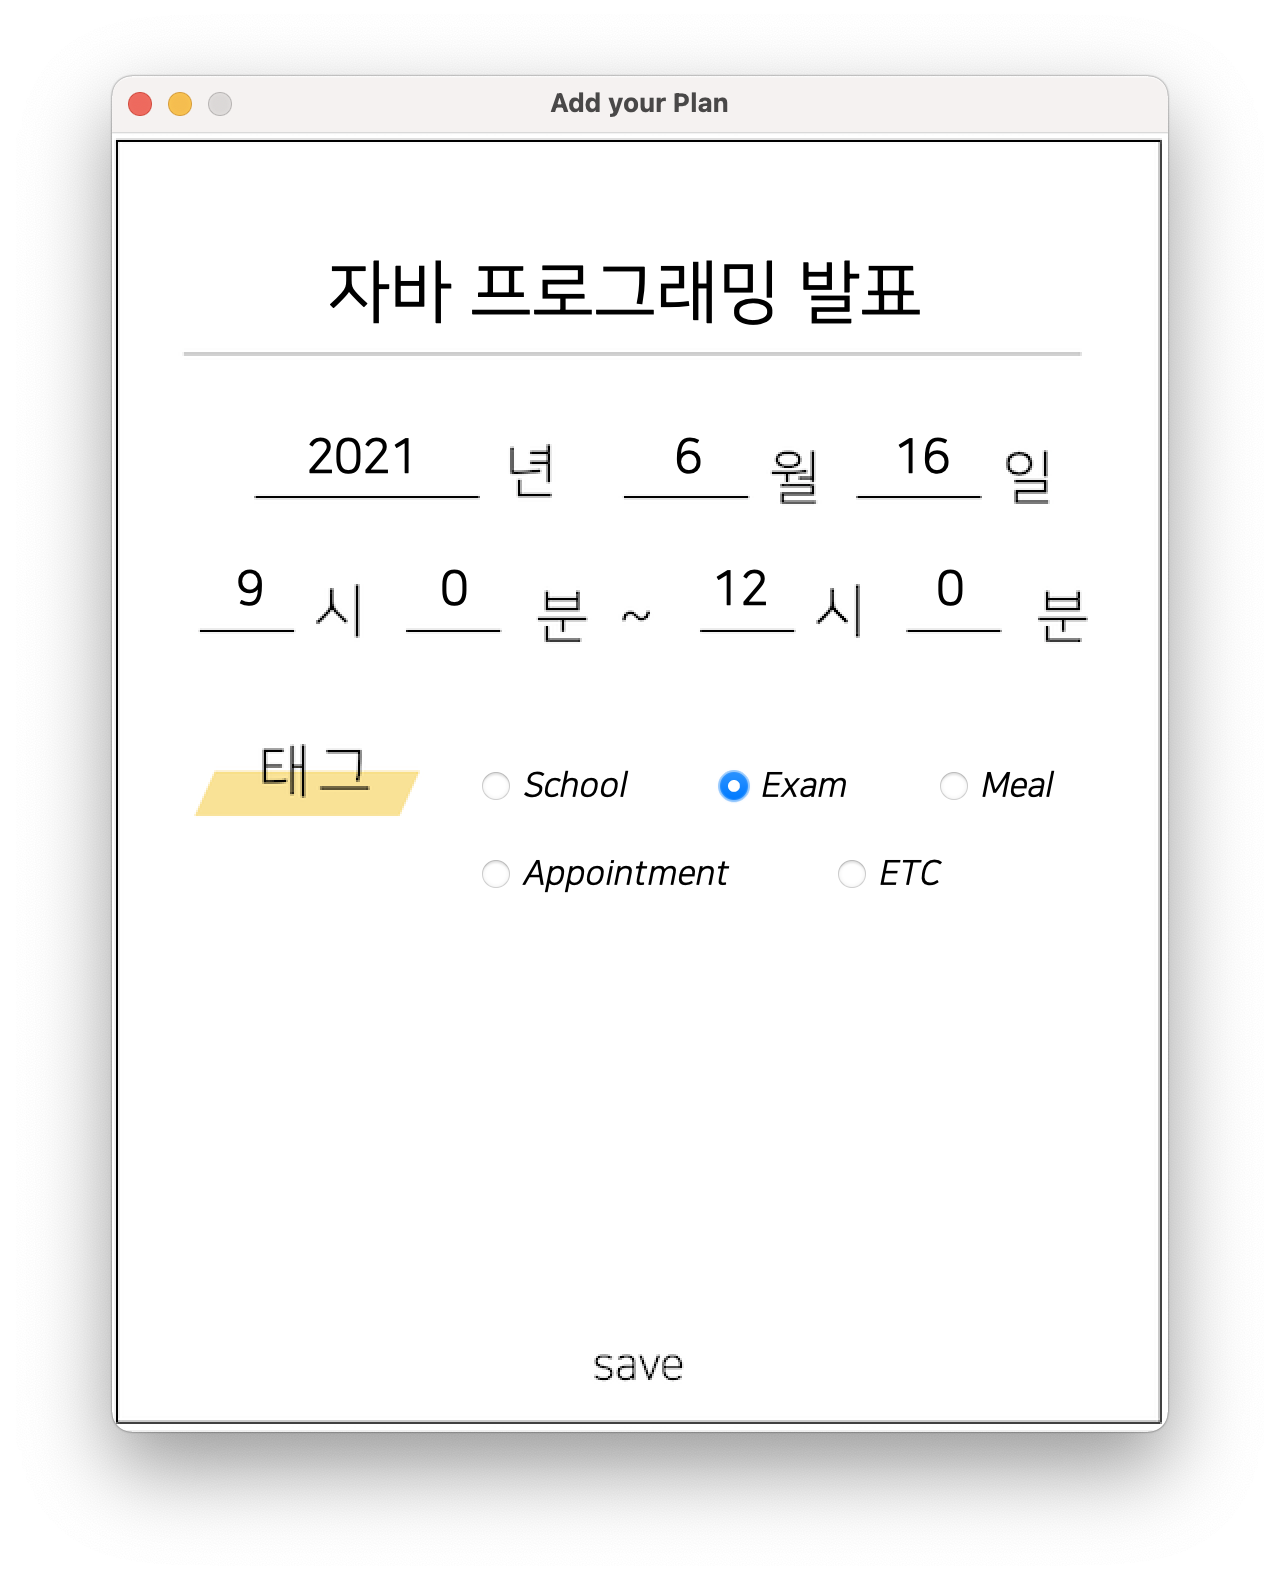 Add your Plan
자바 프로그래밍 발표
2021 년 6 월 16 일
9 시 0 분 ~ 12 시 0 분
태그 School Exam Meal
Appointment ETC
save